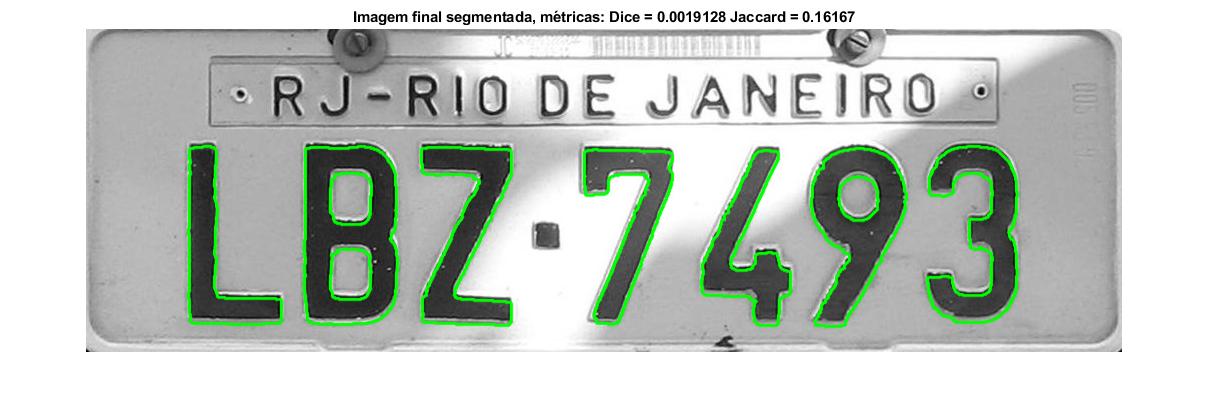 Imagem final segmentada, métricas: Dice = 0.0019128 Jaccard = 0.16167
RJ-RIO DE JANEIRO
LBZ·7493